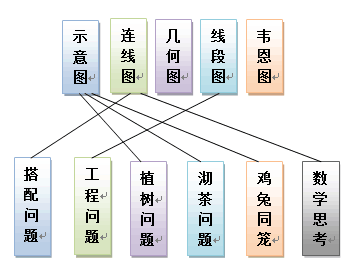 示意图
连线图
几何图
线段图
韦恩图
搭配问题
工程问题
植树问题
沏茶问题
鸡兔同笼
数学思考